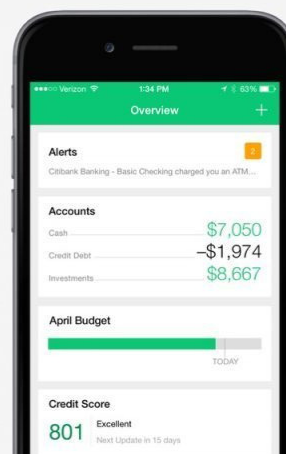 Verizon 1:34 PM 63%
Overview +
Alerts 2
Citibank Banking - Basic Checking charged you an ATM...
Accounts
Cash $7,050
Credit Debt –$1,974
Investments $8,667
April Budget
TODAY
Credit Score
801 Excellent
Next Update in 15 days